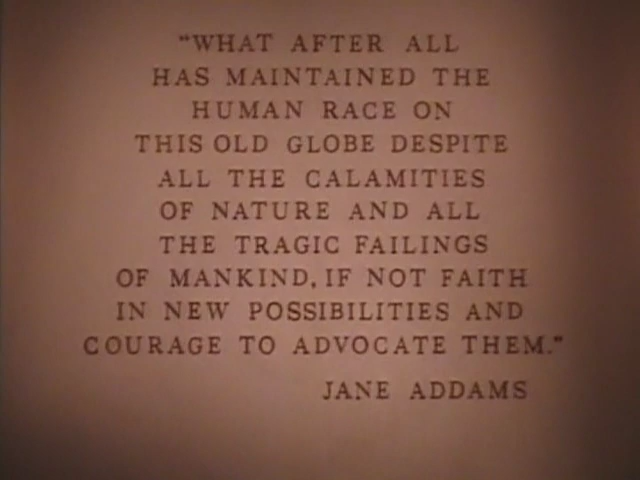 "WHAT AFTER ALL
HAS MAINTAINED THE
HUMAN RACE ON
THIS OLD GLOBE DESPITE
ALL THE CALAMITIES
OF NATURE AND ALL
THE TRAGIC FAILINGS
OF MANKIND, IF NOT FAITH
IN NEW POSSIBILITIES AND
COURAGE TO ADVOCATE THEM."
JANE ADDAMS